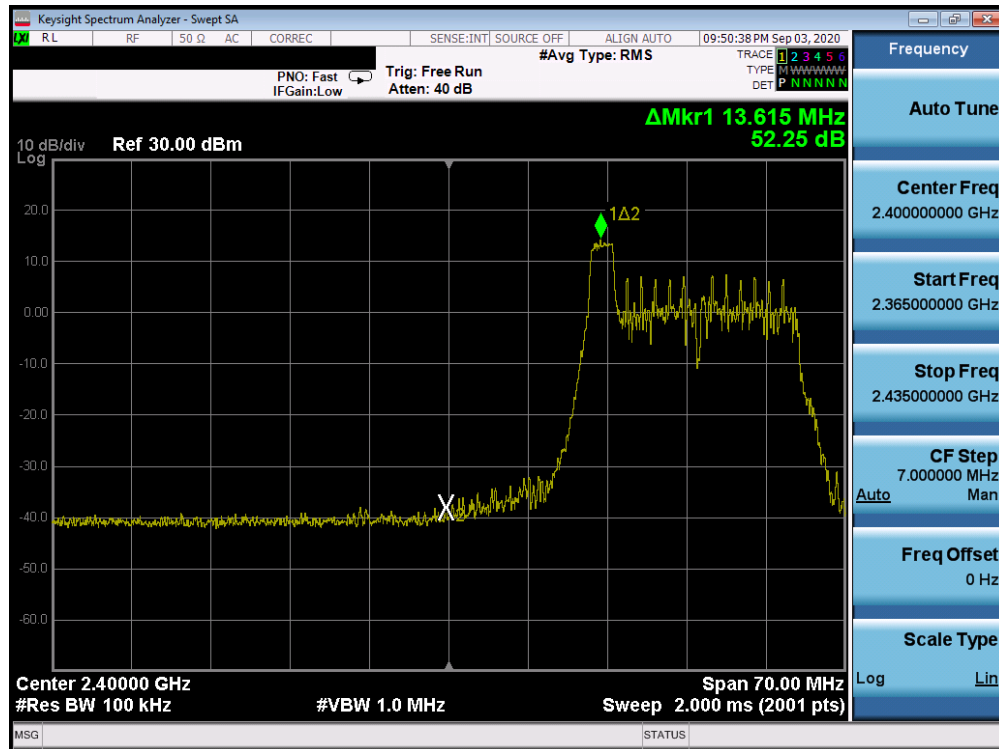 Keysight Spectrum Analyzer - Swept SA
LXI RL RF 50 Ω AC CORREC SENSE:INT SOURCE OFF ALIGN AUTO 09:50:38 PM Sep 03, 2020
#Avg Type: RMS
TRACE 1 2 3 4 5 6
PNO: Fast Trig: Free Run
TYPE M WWWWW
IFGain:Low Atten: 40 dB
DET P N N N N N
ΔMkr1 13.615 MHz
52.25 dB
10 dB/div Ref 30.00 dBm
Log
20.0
10.0
0.00
-10.0
-20.0
-30.0
-40.0
-50.0
-60.0
1Δ2
X
Center 2.40000 GHz Span 70.00 MHz
#Res BW 100 kHz #VBW 1.0 MHz Sweep 2.000 ms (2001 pts)
MSG STATUS
Frequency
Auto Tune
Center Freq
2.400000000 GHz
Start Freq
2.365000000 GHz
Stop Freq
2.435000000 GHz
CF Step
7.000000 MHz
Auto Man
Freq Offset
0 Hz
Scale Type
Log Lin